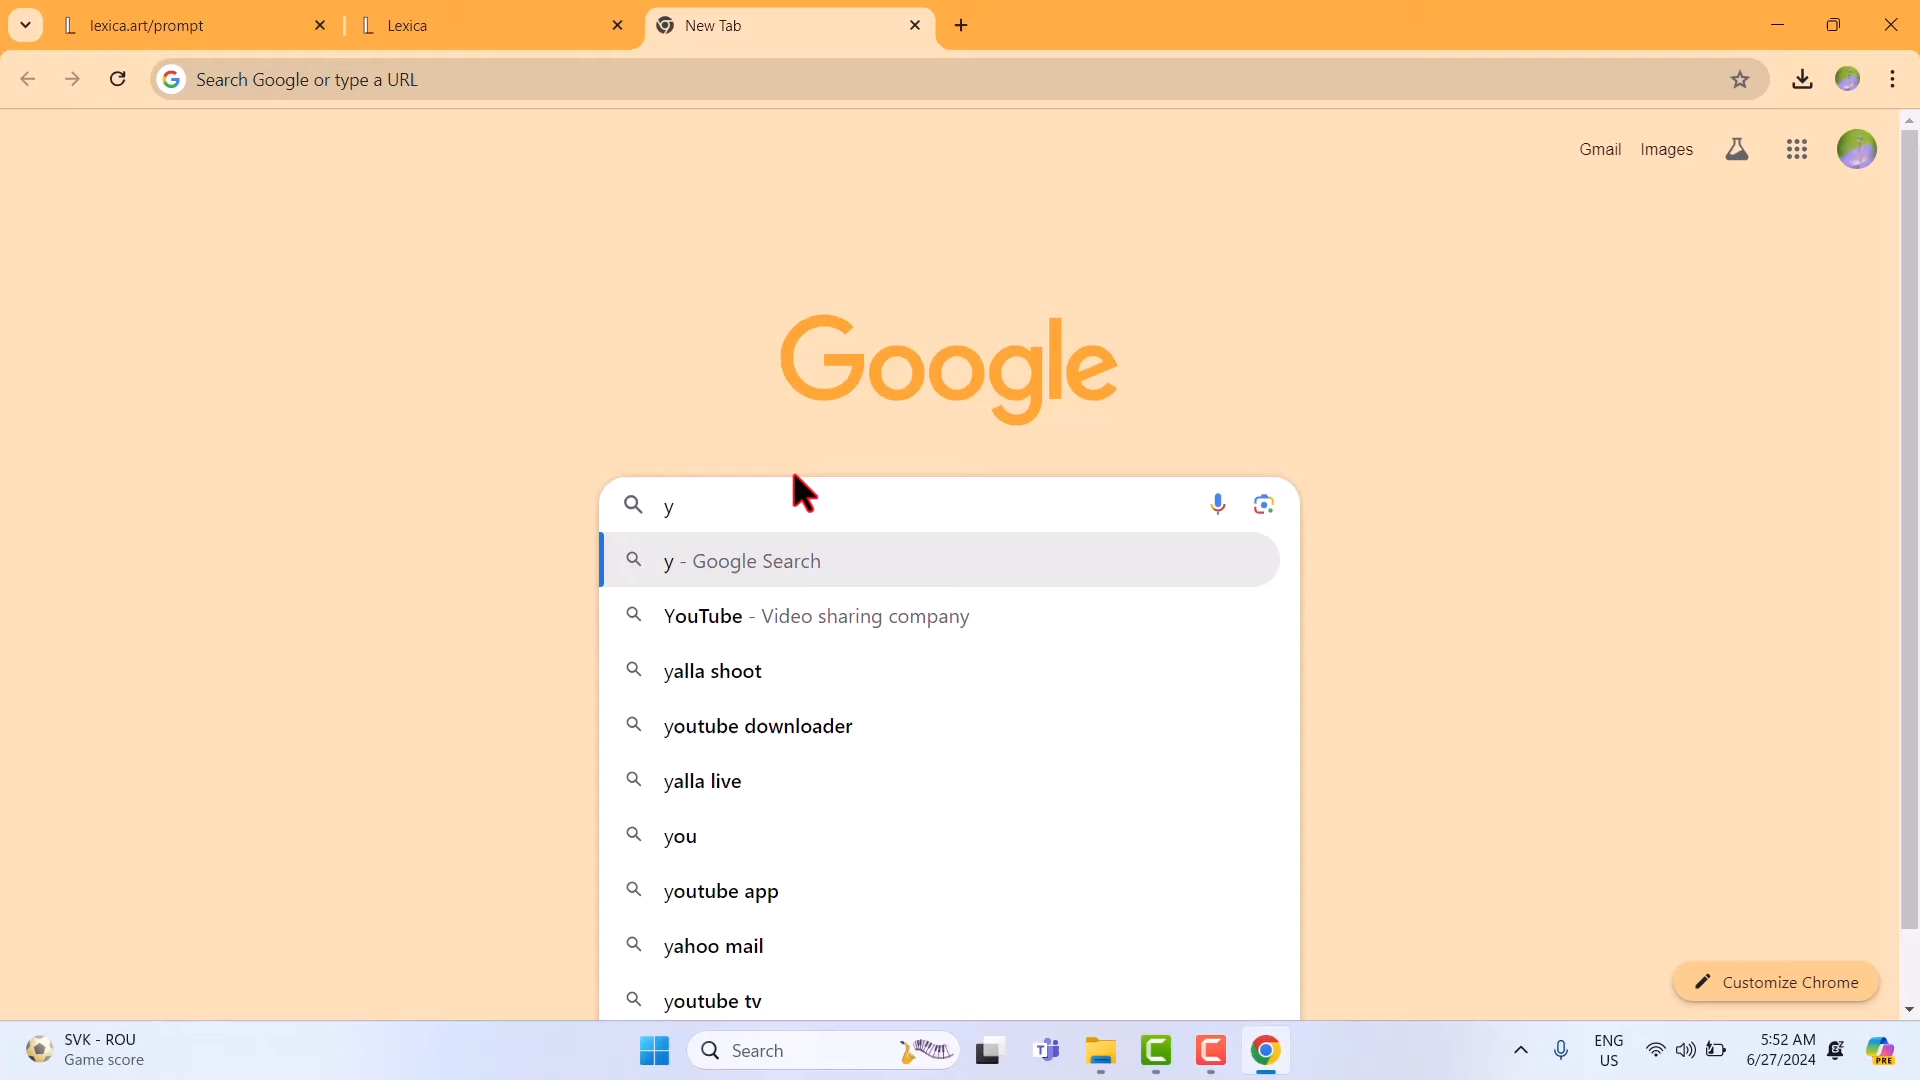 lexica.art/prompt
Lexica
New Tab
Search Google or type a URL
Gmail
Images
Google
y
y - Google Search
YouTube - Video sharing company
yalla shoot
youtube downloader
yalla live
you
youtube app
yahoo mail
youtube tv
Customize Chrome
SVK - ROU
Game score
Search
ENG
US
5:52 AM
6/27/2024
PRE